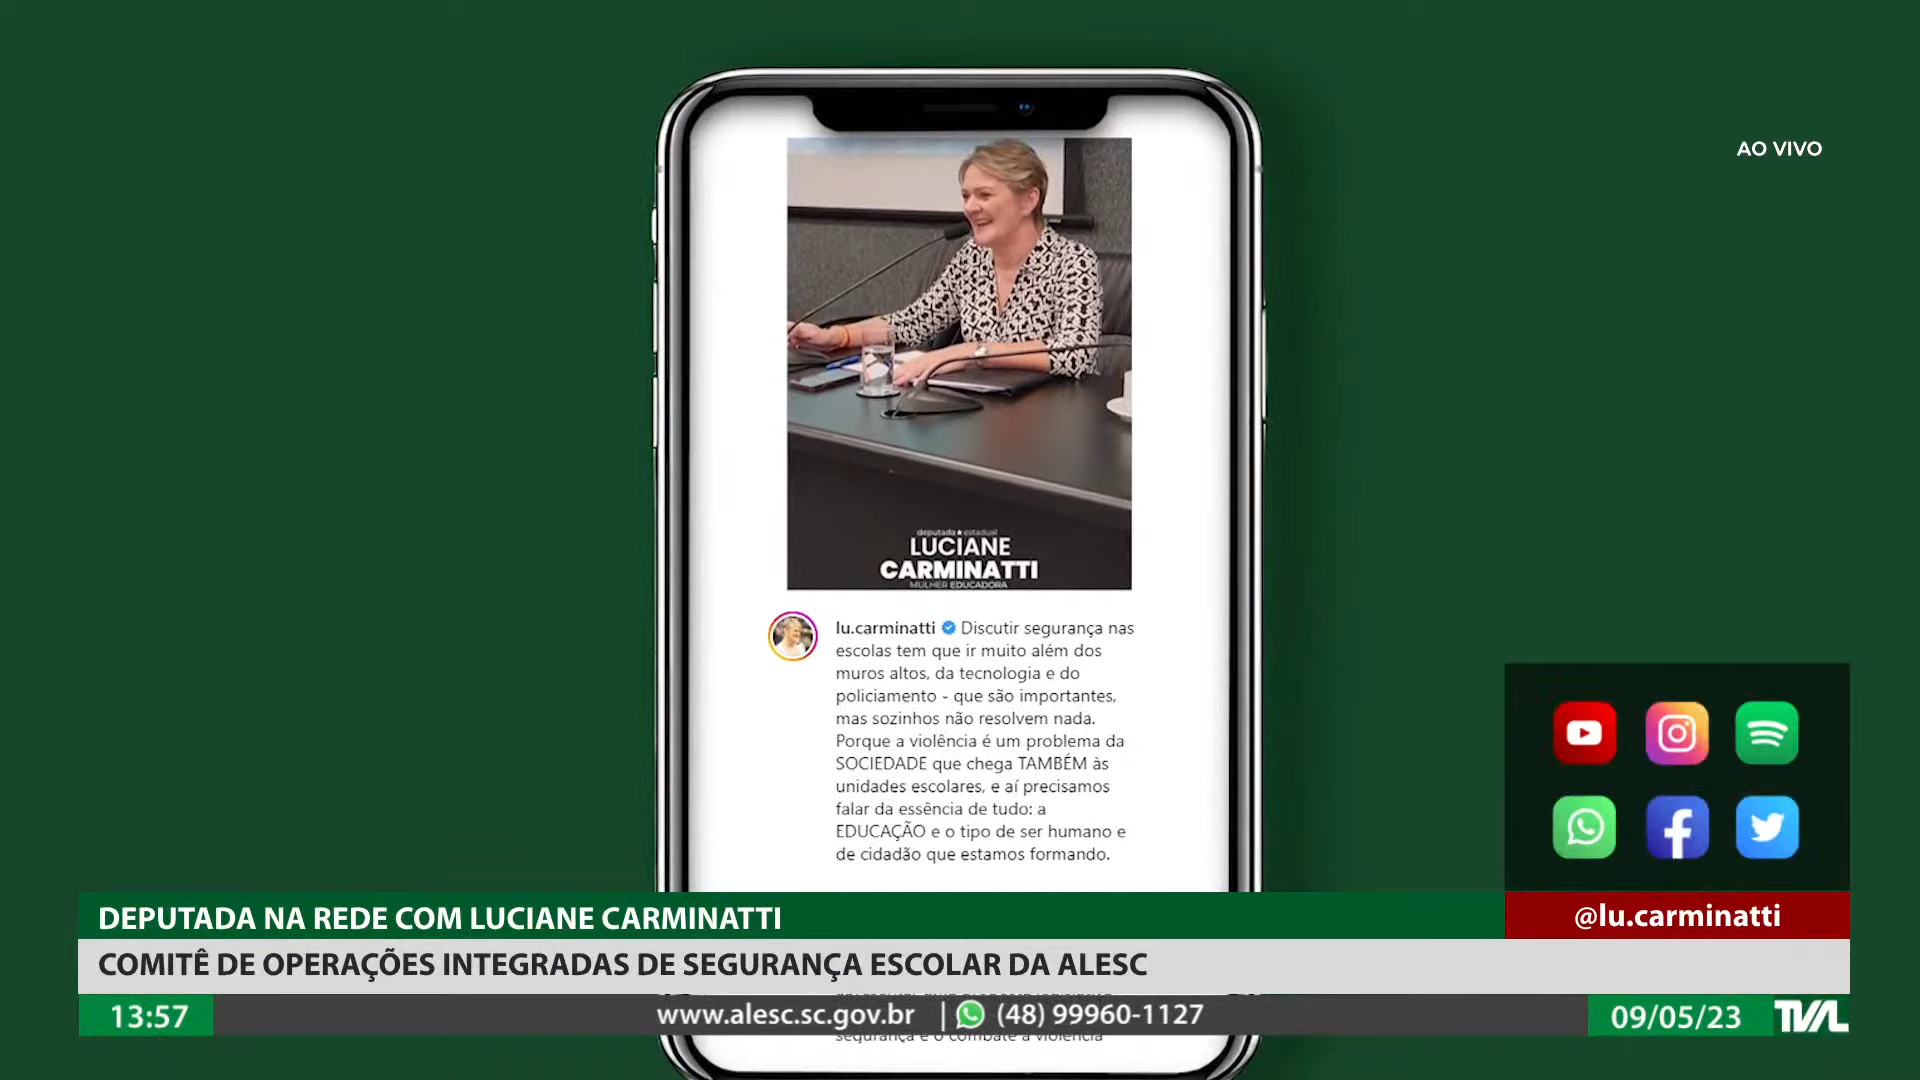 AO VIVO
deputada★estadual
LUCIANE
CARMINATTI
MULHER EDUCADORA
lu.carminatti Discutir segurança nas
escolas tem que ir muito além dos
muros altos, da tecnologia e do
policiamento - que são importantes,
mas sozinhos não resolvem nada.
Porque a violência é um problema da
SOCIEDADE que chega TAMBÉM às
unidades escolares, e aí precisamos
falar da essência de tudo: a
EDUCAÇÃO e o tipo de ser humano e
de cidadão que estamos formando.
DEPUTADA NA REDE COM LUCIANE CARMINATTI
@lu.carminatti
COMITÊ DE OPERAÇÕES INTEGRADAS DE SEGURANÇA ESCOLAR DA ALESC
13:57
www.alesc.sc.gov.br | (48) 99960-1127
09/05/23
TVAL
segurança e o combate à violência